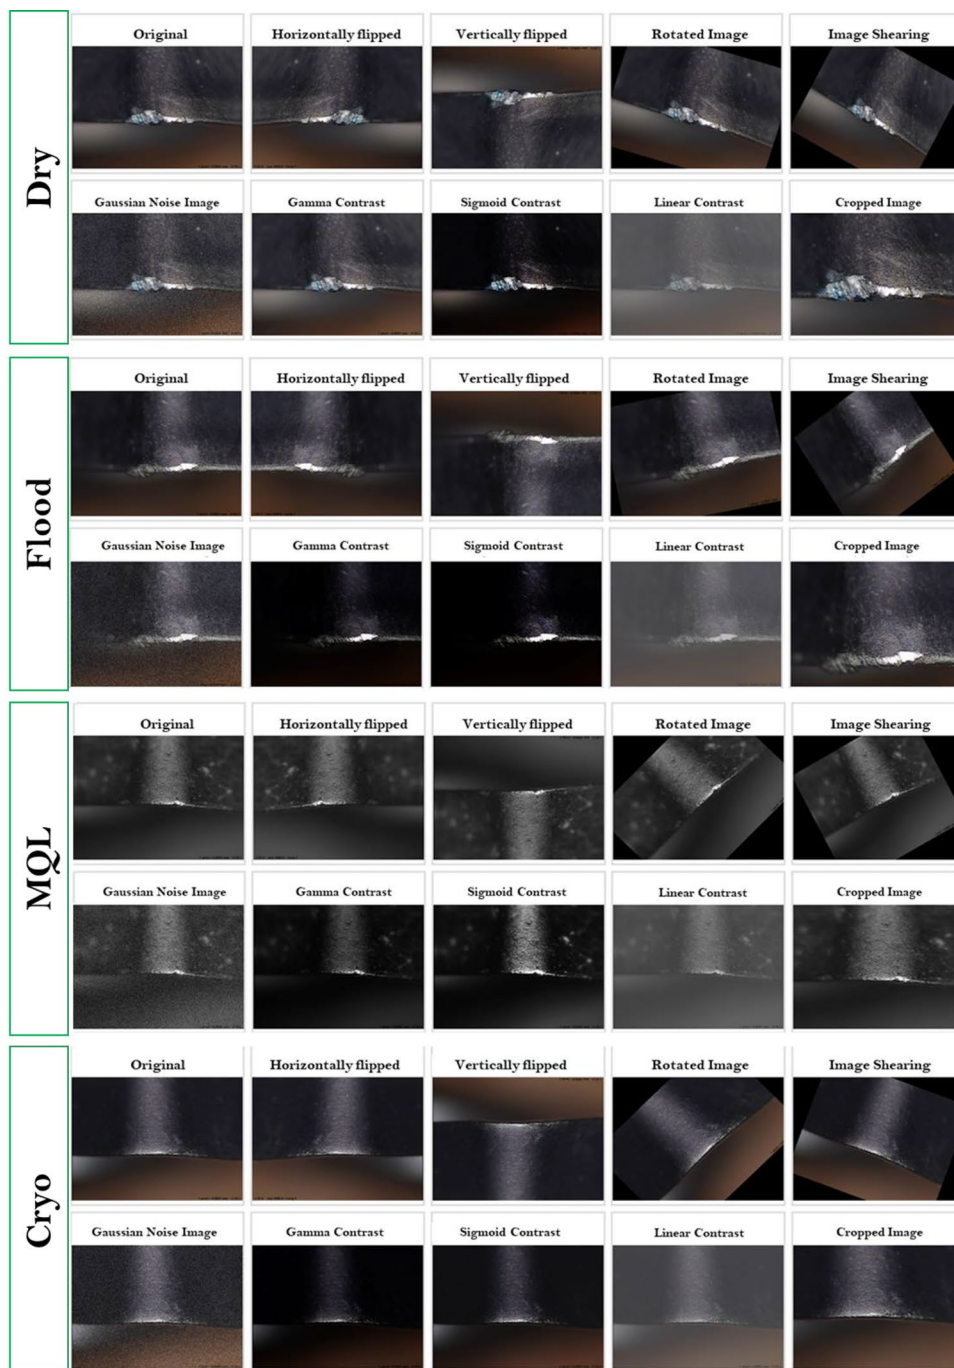 Dry
Original
Horizontally flipped
Vertically flipped
Rotated Image
Image Shearing
Gaussian Noise Image
Gamma Contrast
Sigmoid Contrast
Linear Contrast
Cropped Image
Flood
Original
Horizontally flipped
Vertically flipped
Rotated Image
Image Shearing
Gaussian Noise Image
Gamma Contrast
Sigmoid Contrast
Linear Contrast
Cropped Image
MQL
Original
Horizontally flipped
Vertically flipped
Rotated Image
Image Shearing
Gaussian Noise Image
Gamma Contrast
Sigmoid Contrast
Linear Contrast
Cropped Image
Cryo
Original
Horizontally flipped
Vertically flipped
Rotated Image
Image Shearing
Gaussian Noise Image
Gamma Contrast
Sigmoid Contrast
Linear Contrast
Cropped Image